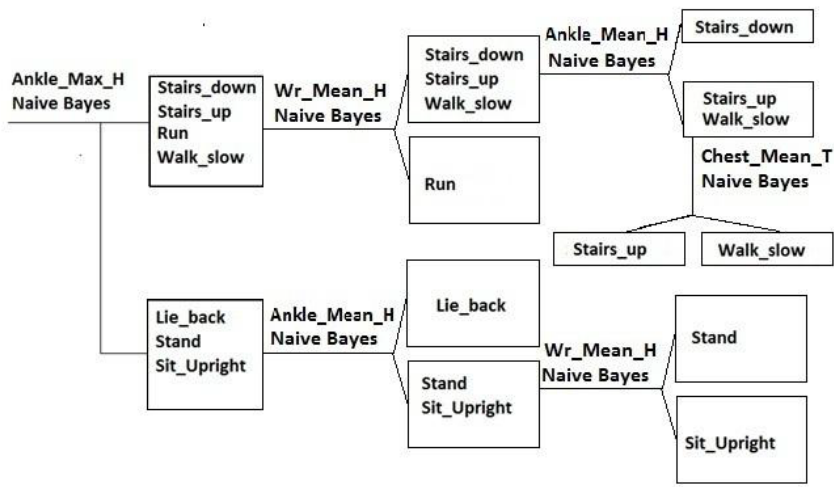 Ankle_Max_H
Naive Bayes
Stairs_down
Stairs_up
Run
Walk_slow
Wr_Mean_H
Naive Bayes
Stairs_down
Stairs_up
Walk_slow
Run
Ankle_Mean_H
Naive Bayes
Stairs_down
Stairs_up
Walk_slow
Chest_Mean_T
Naive Bayes
Stairs_up
Walk_slow
Lie_back
Stand
Sit_Upright
Ankle_Mean_H
Naive Bayes
Lie_back
Stand
Sit_Upright
Wr_Mean_H
Naive Bayes
Stand
Sit_Upright